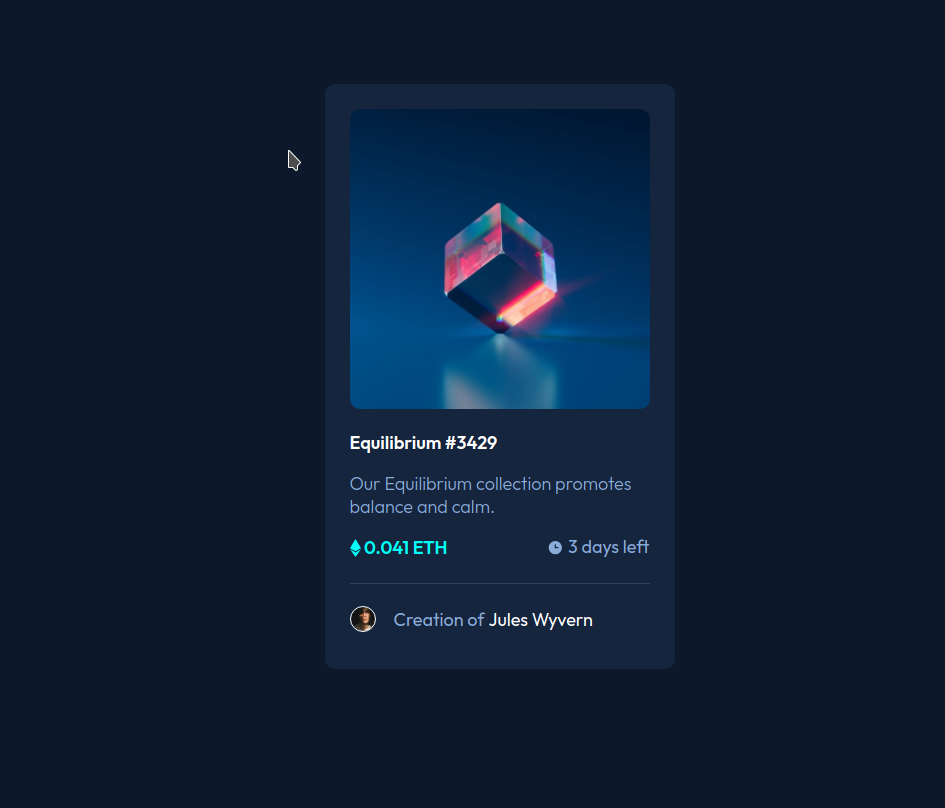 Equilibrium #3429
Our Equilibrium collection promotes
balance and calm.
0.041 ETH 3 days left
Creation of Jules Wyvern